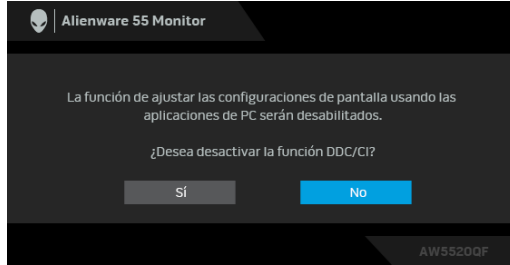 Alienware 55 Monitor
La función de ajustar las configuraciones de pantalla usando las
aplicaciones de PC serán desabilitados.
¿Desea desactivar la función DDC/CI?
Sí
No
AW5520QF